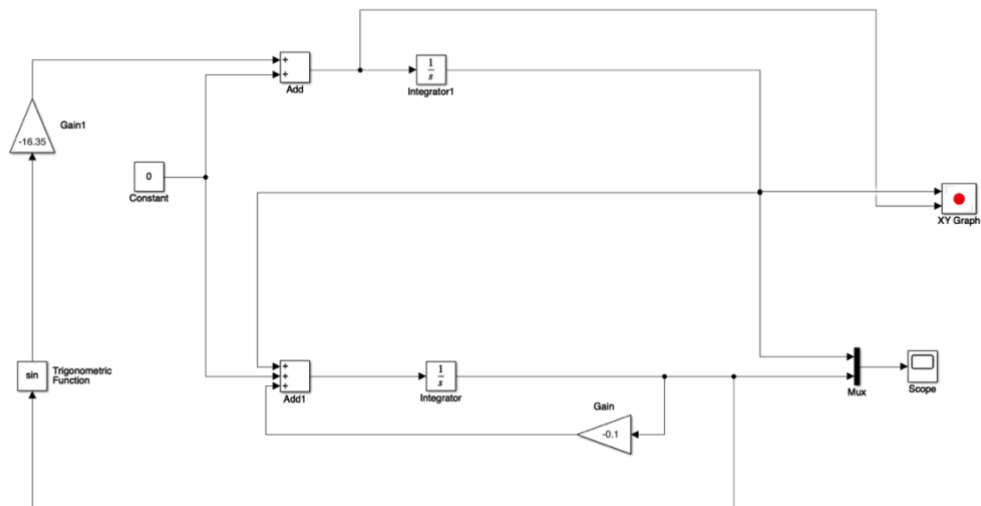 +
+
Add
1
s
Integrator1
Gain1
-16.35
0
Constant
XY Graph
sin
Trigonometric
Function
+
+
+
Add1
1
s
Integrator
Gain
-0.1
Mux
Scope